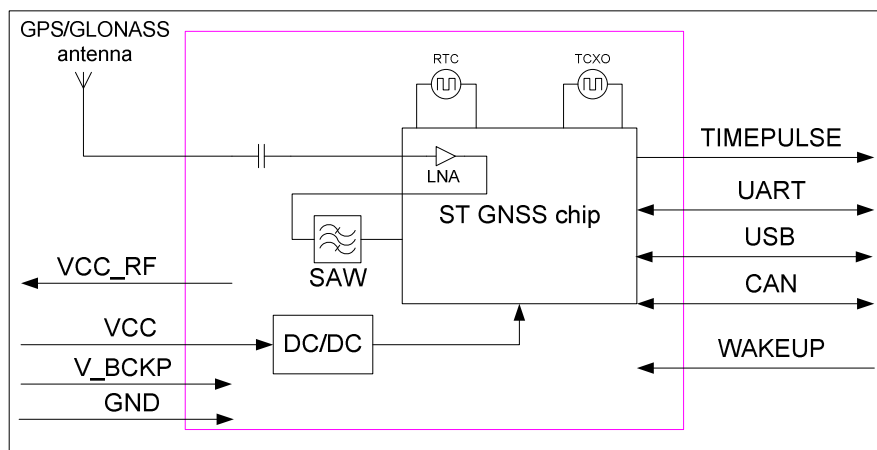 GPS/GLONASS
antenna
RTC
TCXO
LNA
ST GNSS chip
SAW
DC/DC
VCC_RF
VCC
V_BCKP
GND
TIMEPULSE
UART
USB
CAN
WAKEUP